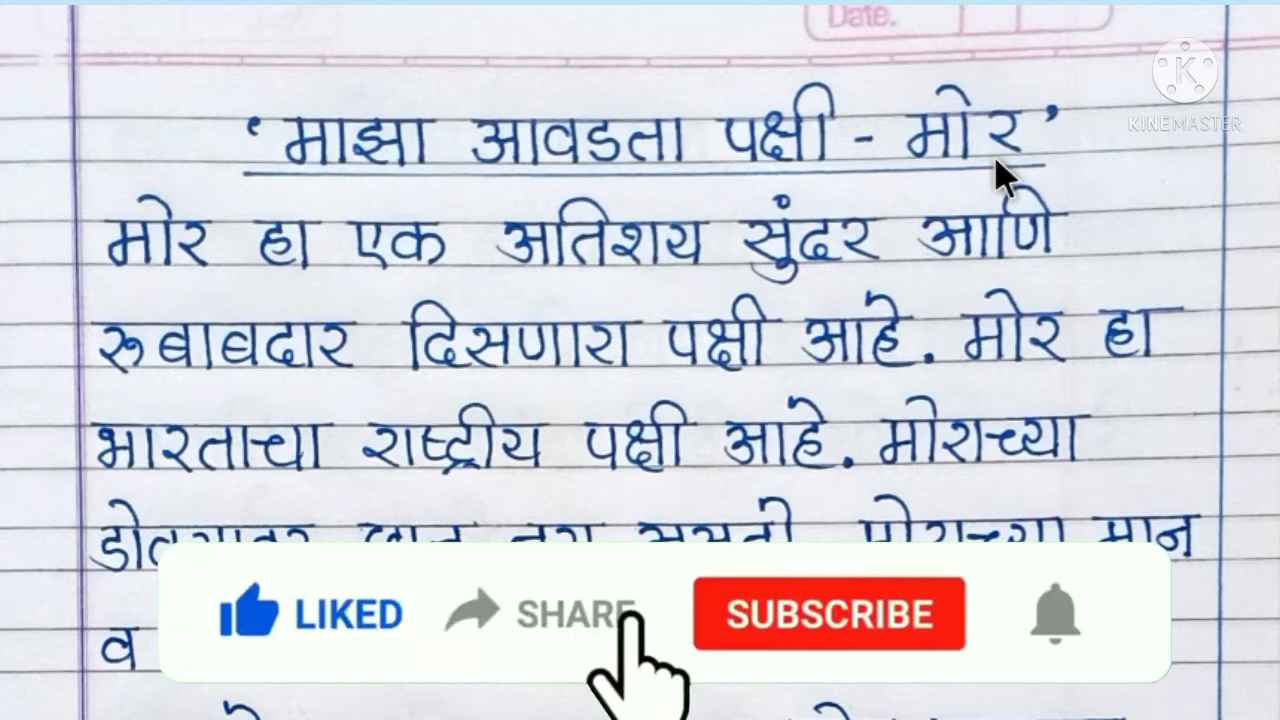 Date.
KINEMASTER
'माझा आवडता पक्षी - मोर'
मोर हा एक अतिशय सुंदर आणि
रुबाबदार दिसणारा पक्षी आहे. मोर हा
भारताचा राष्ट्रीय पक्षी आहे. मोराच्या
मान
LIKED SHARE SUBSCRIBE
व